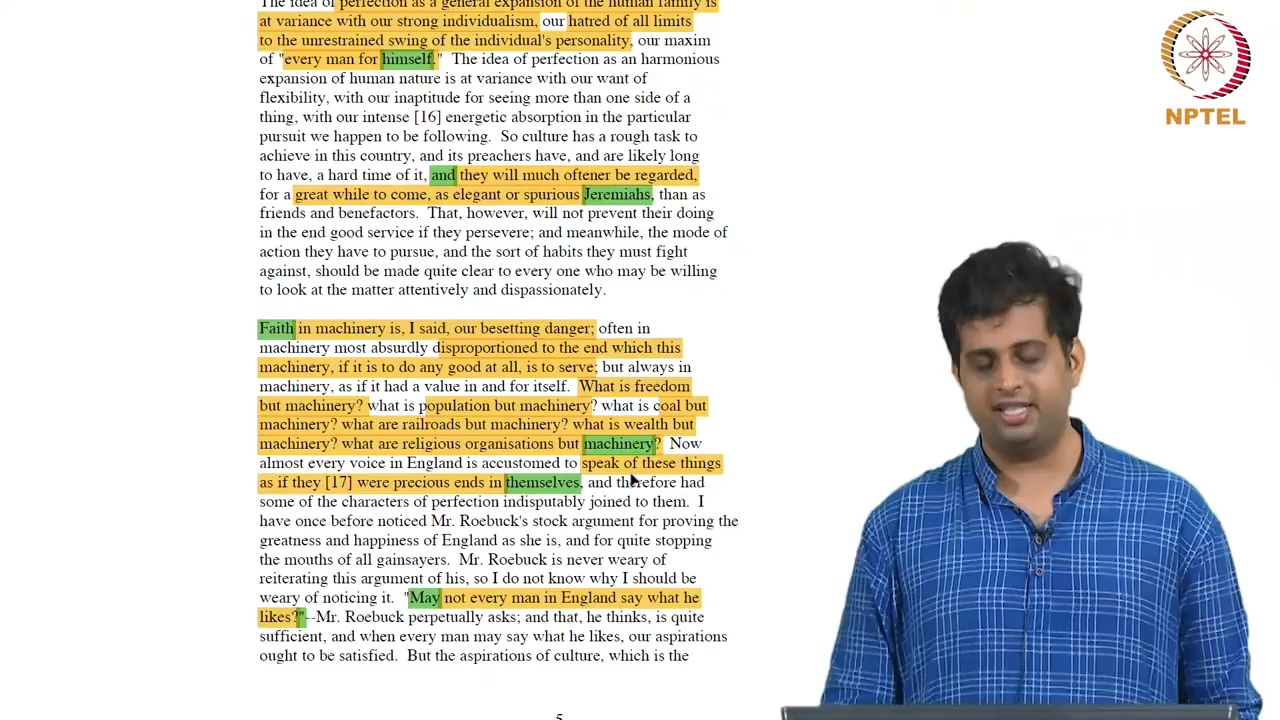 The idea of perfection as a general expansion of the human family is
at variance with our strong individualism, our hatred of all limits
to the unrestrained swing of the individual's personality, our maxim
of "every man for himself." The idea of perfection as an harmonious
expansion of human nature is at variance with our want of
flexibility, with our inaptitude for seeing more than one side of a
thing, with our intense [16] energetic absorption in the particular
pursuit we happen to be following. So culture has a rough task to
achieve in this country, and its preachers have, and are likely long
to have, a hard time of it, and they will much oftener be regarded,
for a great while to come, as elegant or spurious Jeremiahs, than as
friends and benefactors. That, however, will not prevent their doing
in the end good service if they persevere; and meanwhile, the mode of
action they have to pursue, and the sort of habits they must fight
against, should be made quite clear to every one who may be willing
to look at the matter attentively and dispassionately.
Faith in machinery is, I said, our besetting danger; often in
machinery most absurdly disproportioned to the end which this
machinery, if it is to do any good at all, is to serve; but always in
machinery, as if it had a value in and for itself. What is freedom
but machinery? what is population but machinery? what is coal but
machinery? what are railroads but machinery? what is wealth but
machinery? what are religious organisations but machinery? Now
almost every voice in England is accustomed to speak of these things
as if they [17] were precious ends in themselves, and therefore had
some of the characters of perfection indisputably joined to them. I
have once before noticed Mr. Roebuck's stock argument for proving the
greatness and happiness of England as she is, and for quite stopping
the mouths of all gainsayers. Mr. Roebuck is never weary of
reiterating this argument of his, so I do not know why I should be
weary of noticing it. "May not every man in England say what he
likes?"--Mr. Roebuck perpetually asks; and that, he thinks, is quite
sufficient, and when every man may say what he likes, our aspirations
ought to be satisfied. But the aspirations of culture, which is the
5
NPTEL